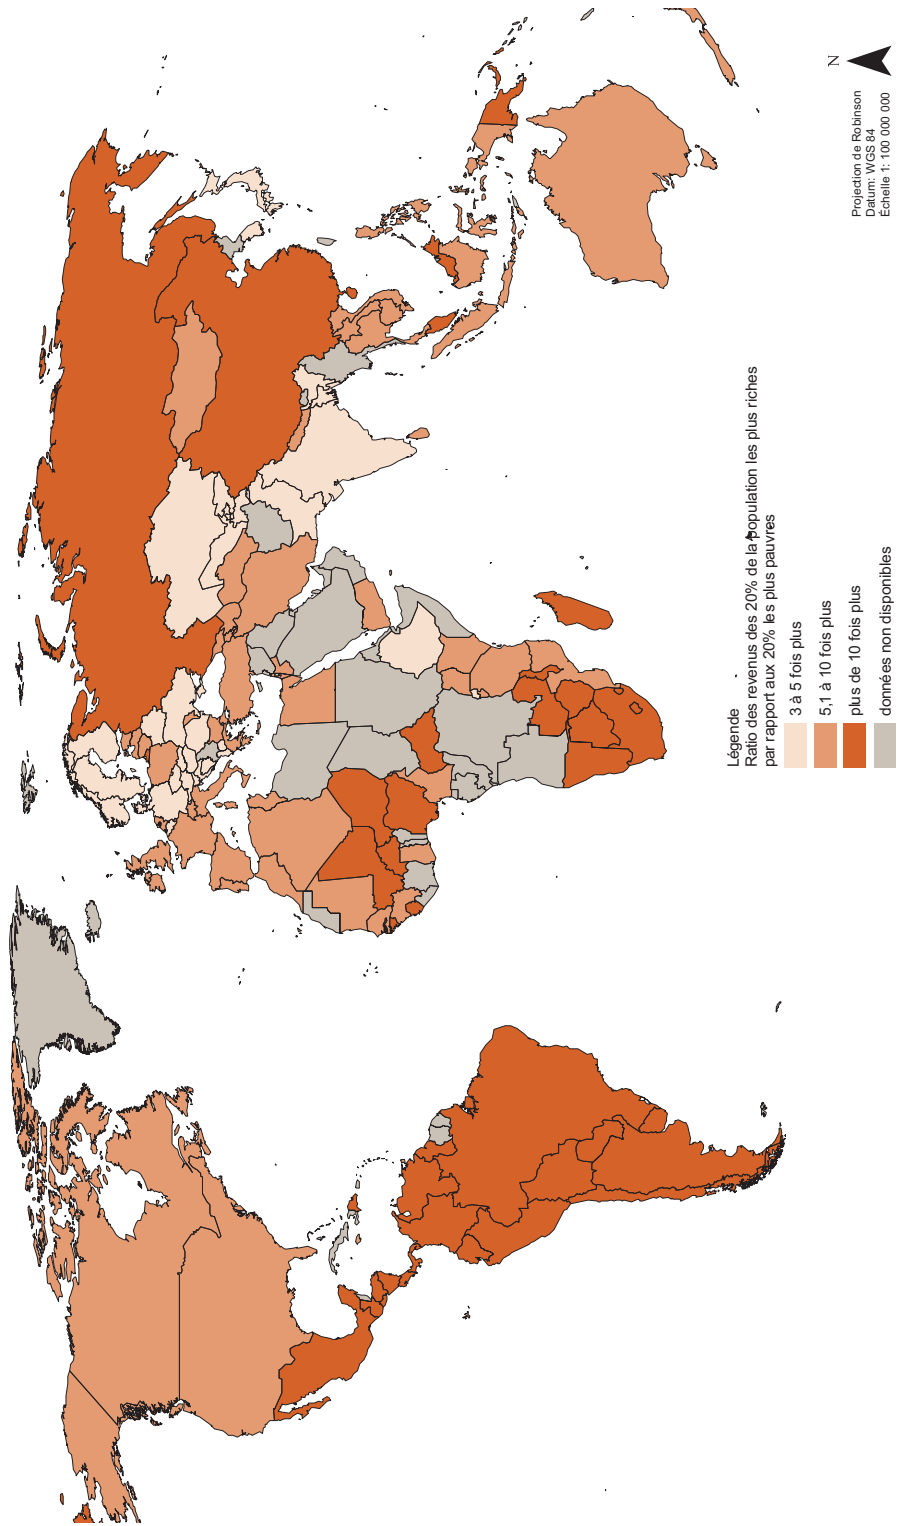 Légende
Ratio des revenus des 20% de la population les plus riches
par rapport aux 20% les plus pauvres
3 à 5 fois plus
5,1 à 10 fois plus
plus de 10 fois plus
données non disponibles
N
Projection de Robinson
Datum: WGS 84
Échelle 1: 100 000 000